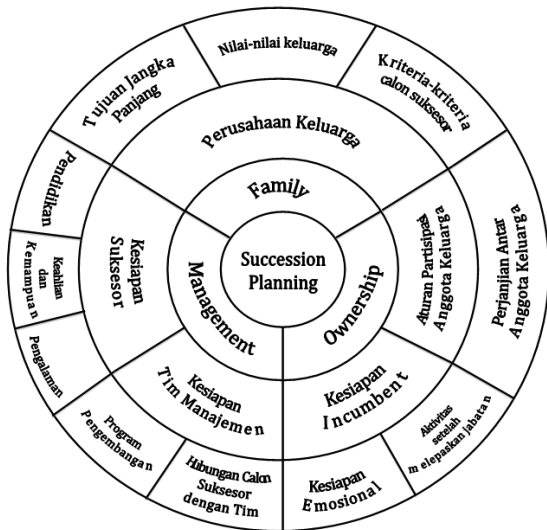 Nilai-nilai keluarga
Tujuan Jangka
Panjang
Kriteria-kriteria
calon suksesor
Perusahaan Keluarga
Pendidikan
Family
Kesiapan
Suksesor
Succession
Planning
Management
Ownership
Aturan Partisipasi
Anggota Keluarga
Perjanjian Antar
Anggota Keluarga
Keahlian
dan
Kemampuan
Pengalaman
Kesiapan
Tim Manajemen
Kesiapan
Incumbent
Program
Pengembangan
Hubungan Calon
Suksesor
dengan Tim
Kesiapan
Emosional
Aktivitas
setelah
melepaskan jabatan